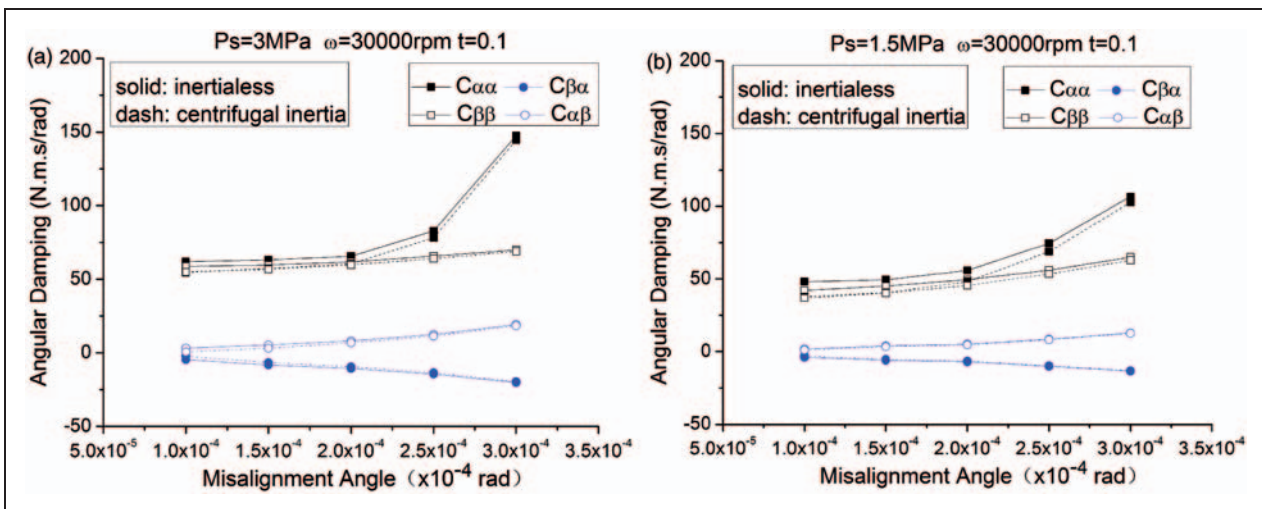 (a)
Ps=3MPa ω=30000rpm t=0.1
solid: inertialess
dash: centrifugal inertia
Cαα Cβα
Cββ Cαβ
Angular Damping (N.m.s/rad)
200
150
100
50
0
-50
5.0x10⁻⁵ 1.0x10⁻⁴ 1.5x10⁻⁴ 2.0x10⁻⁴ 2.5x10⁻⁴ 3.0x10⁻⁴ 3.5x10⁻⁴
Misalignment Angle（x10⁻⁴ rad）
(b)
Ps=1.5MPa ω=30000rpm t=0.1
solid: inertialess
dash: centrifugal inertia
Cαα Cβα
Cββ Cαβ
Angular Damping (N.m.s/rad)
200
150
100
50
0
-50
5.0x10⁻⁵ 1.0x10⁻⁴ 1.5x10⁻⁴ 2.0x10⁻⁴ 2.5x10⁻⁴ 3.0x10⁻⁴ 3.5x10⁻⁴
Misalignment Angle（x10⁻⁴ rad）